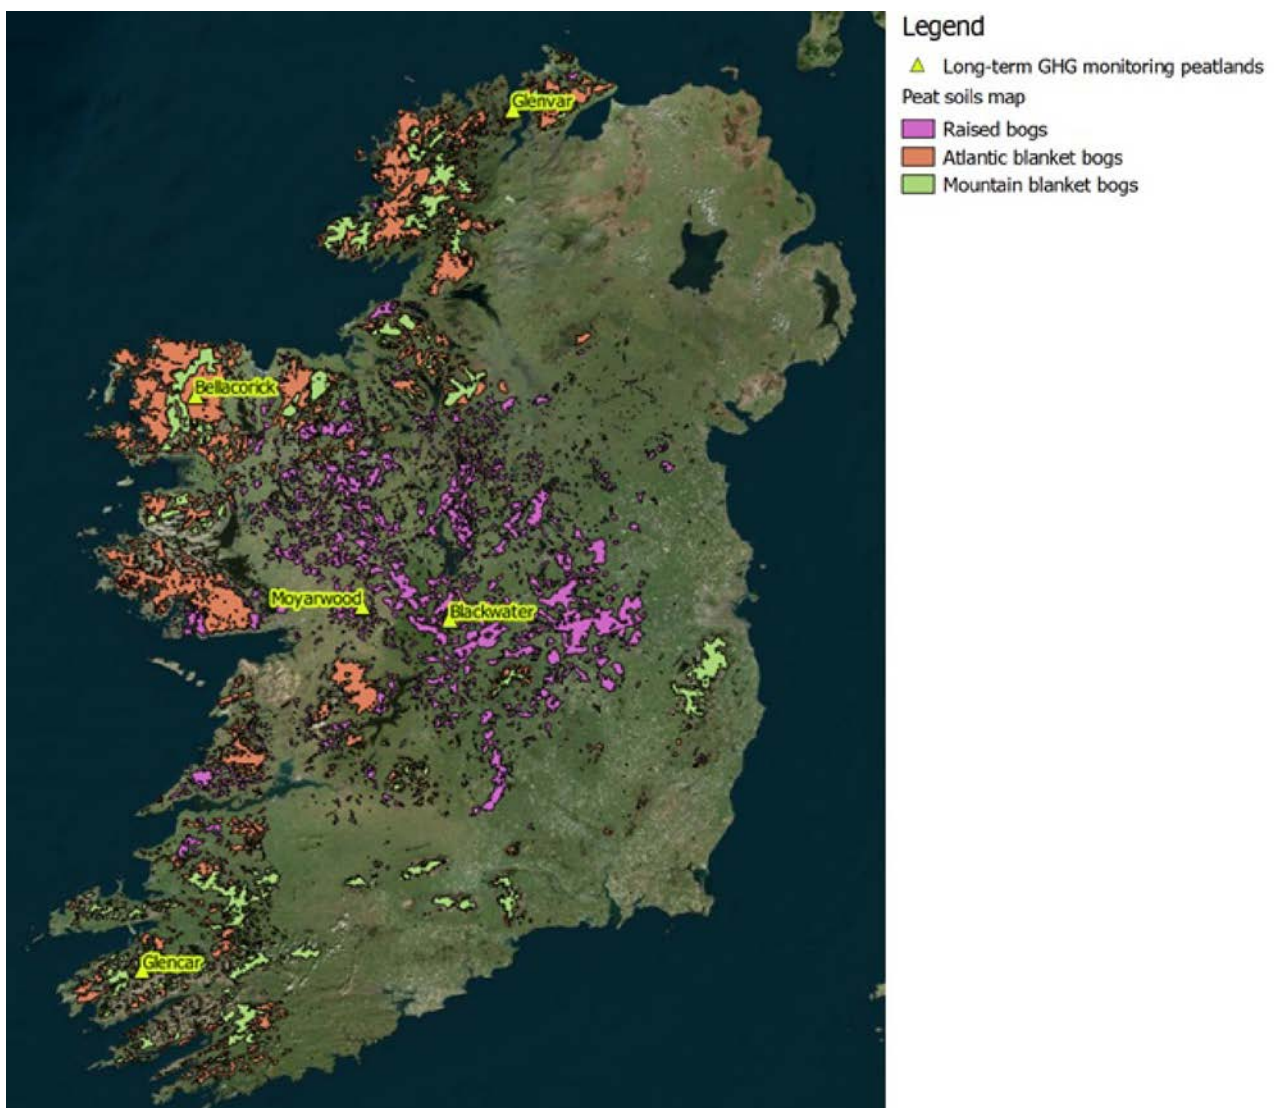 Legend
Long-term GHG monitoring peatlands
Peat soils map
Raised bogs
Atlantic blanket bogs
Mountain blanket bogs
Glenvar
Bellacorick
Moyarwood
Blackwater
Glencar